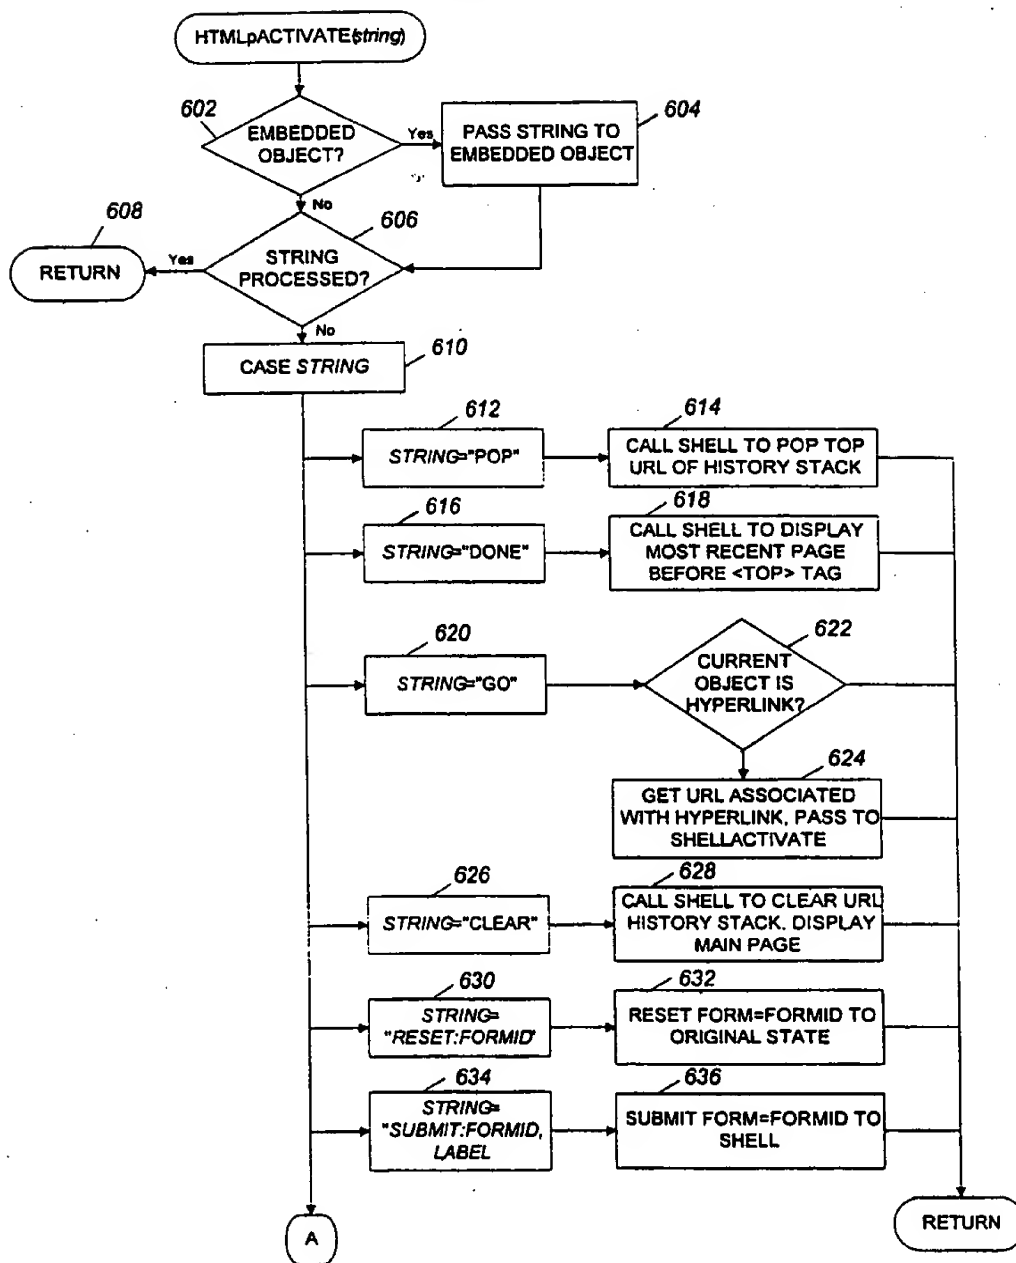 HTMLpACTIVATE(string)
602
EMBEDDED
OBJECT?
Yes
604
PASS STRING TO
EMBEDDED OBJECT
No
608
RETURN
Yes
606
STRING
PROCESSED?
No
610
CASE STRING
612
STRING="POP"
614
CALL SHELL TO POP TOP
URL OF HISTORY STACK
616
STRING="DONE"
618
CALL SHELL TO DISPLAY
MOST RECENT PAGE
BEFORE <TOP> TAG
620
STRING="GO"
622
CURRENT
OBJECT IS
HYPERLINK?
624
GET URL ASSOCIATED
WITH HYPERLINK, PASS TO
SHELLACTIVATE
626
STRING="CLEAR"
628
CALL SHELL TO CLEAR URL
HISTORY STACK. DISPLAY
MAIN PAGE
630
STRING=
"RESET:FORMID'
632
RESET FORM=FORMID TO
ORIGINAL STATE
634
STRING=
"SUBMIT:FORMID,
LABEL
636
SUBMIT FORM=FORMID TO
SHELL
A
RETURN